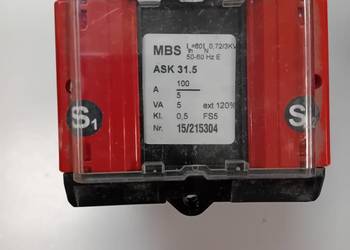 MBS I =60I 0,72/3KV
th N
50-60 Hz E
ASK 31.5
A 100
5
VA 5 ext 120%
Kl. 0,5 FS5
Nr. 15/215304
S1
S2